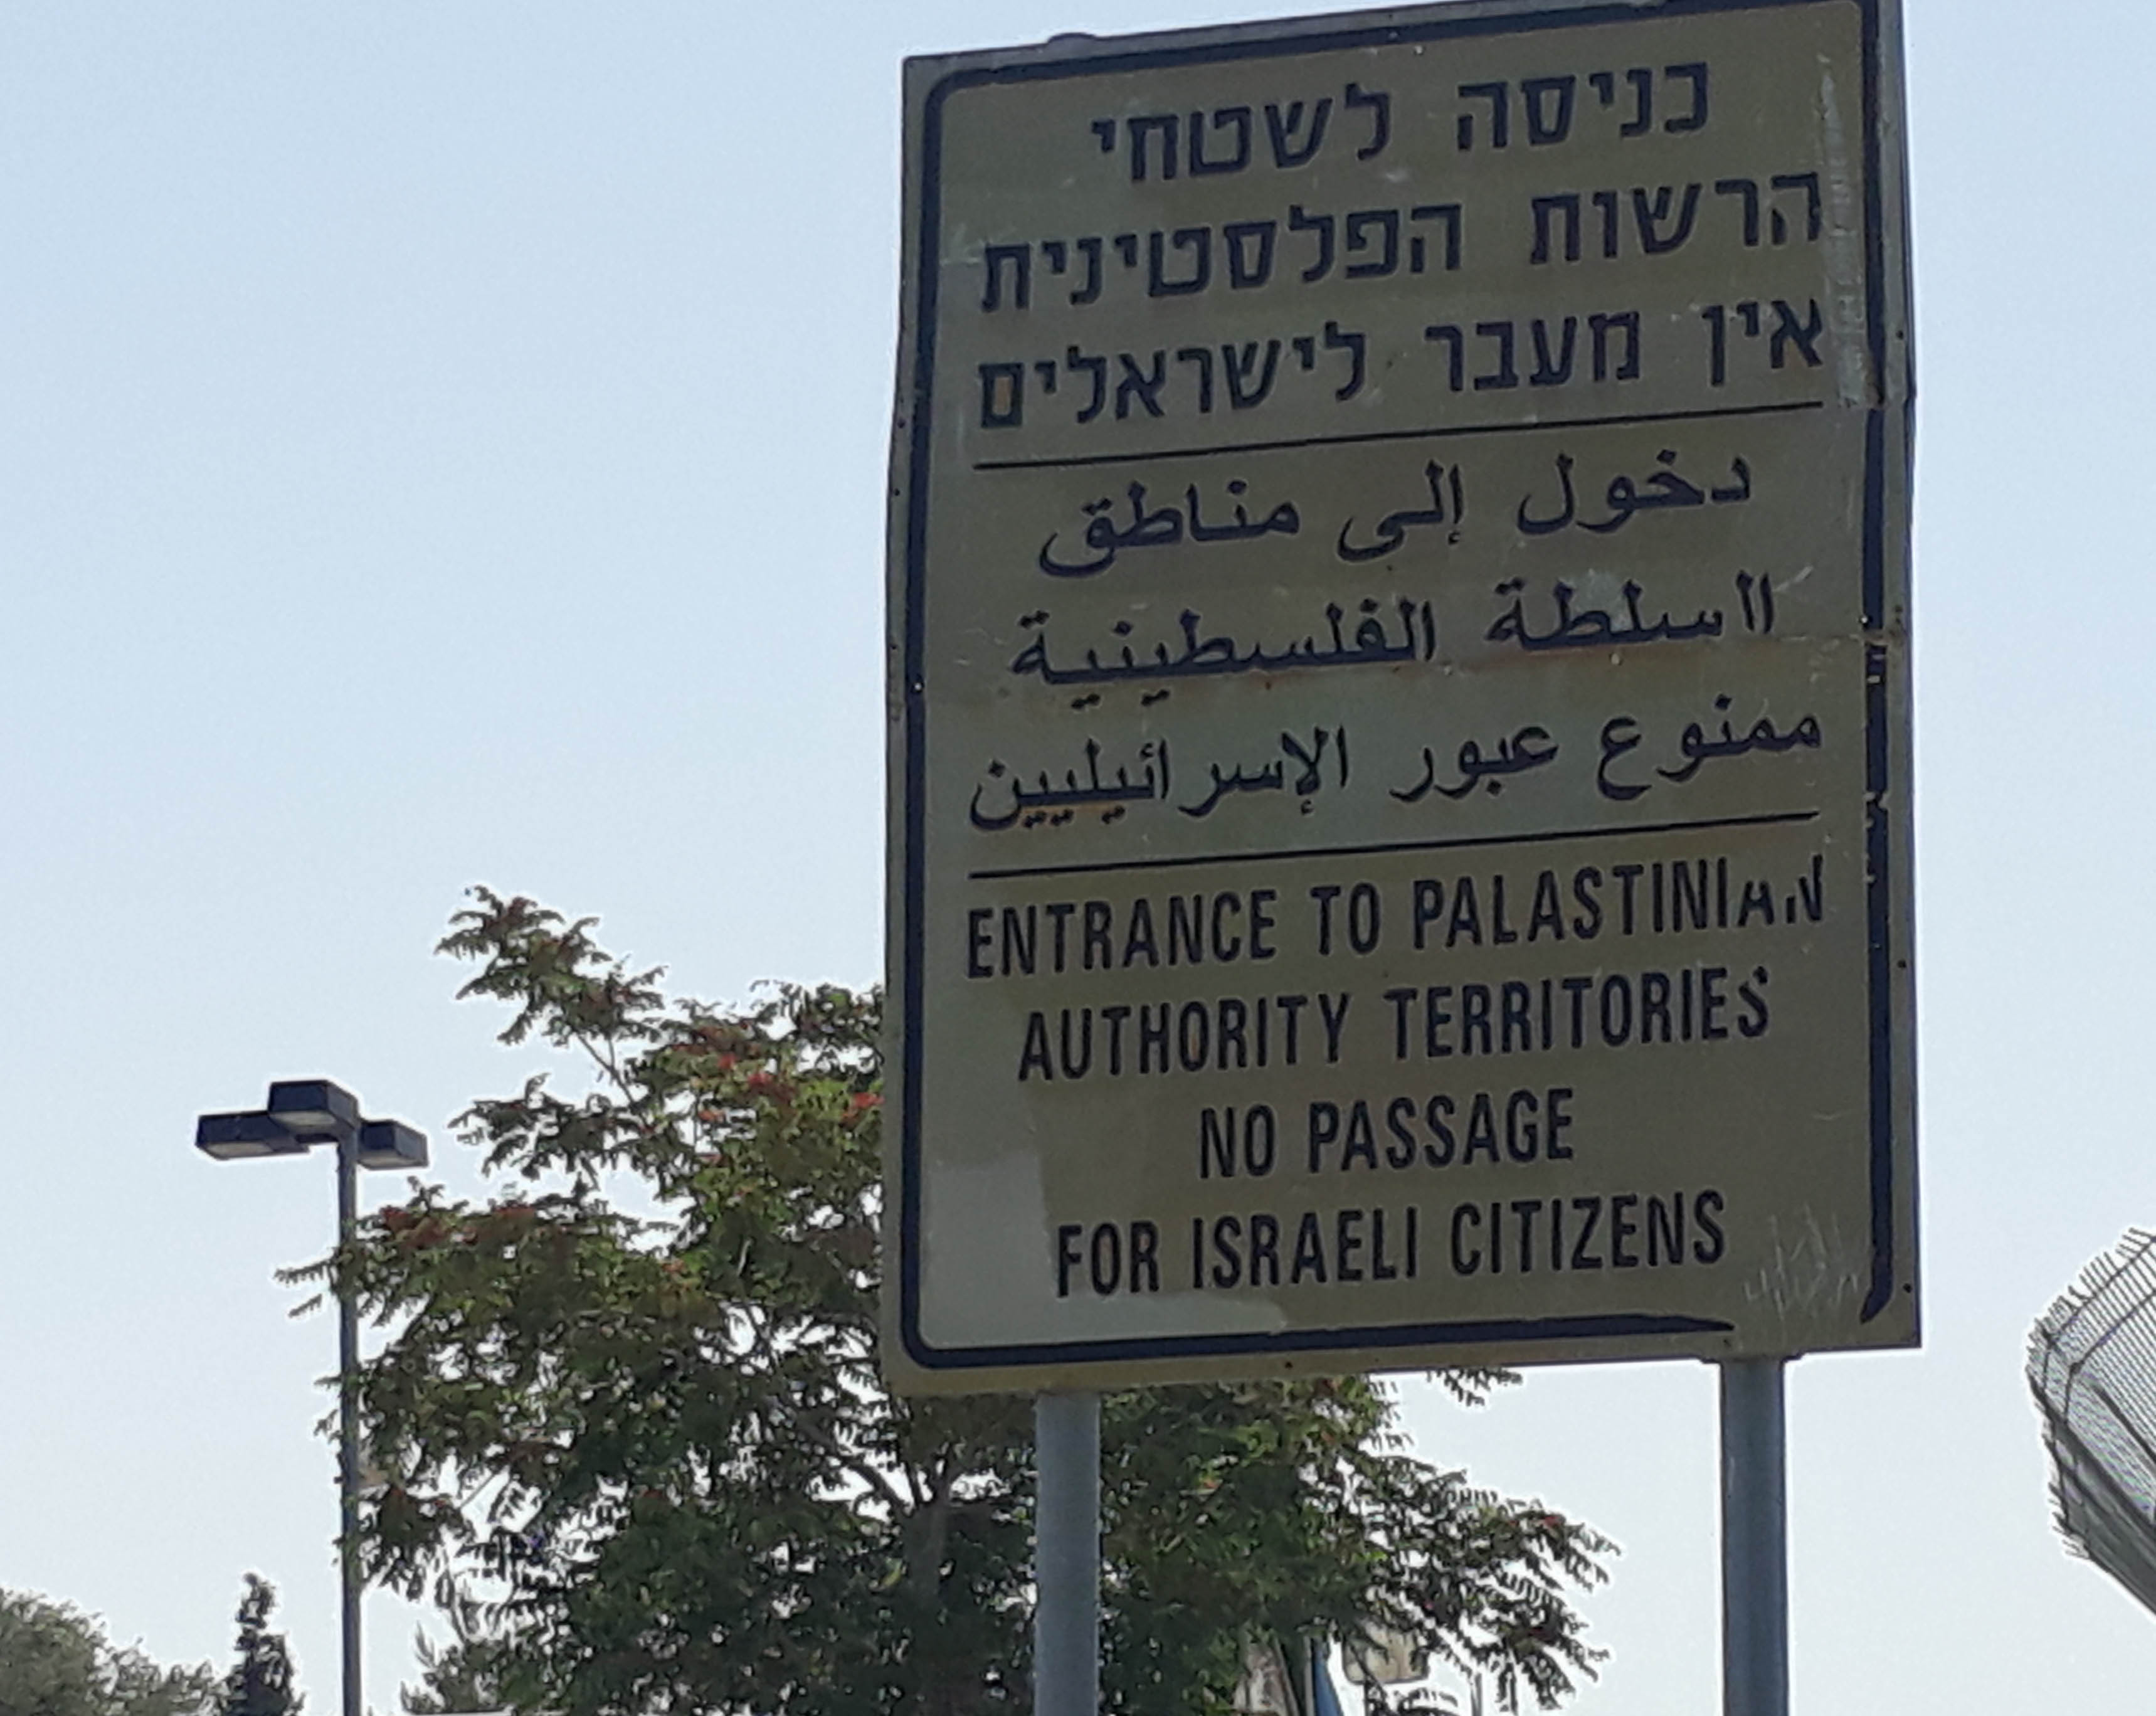 כניסה לשטחי
הרשות הפלסטינית
אין מעבר לישראלים
دخول إلى مناطق
السلطة الفلسطينية
ممنوع عبور الإسرائيليين
ENTRANCE TO PALASTINIAN
AUTHORITY TERRITORIES
NO PASSAGE
FOR ISRAELI CITIZENS